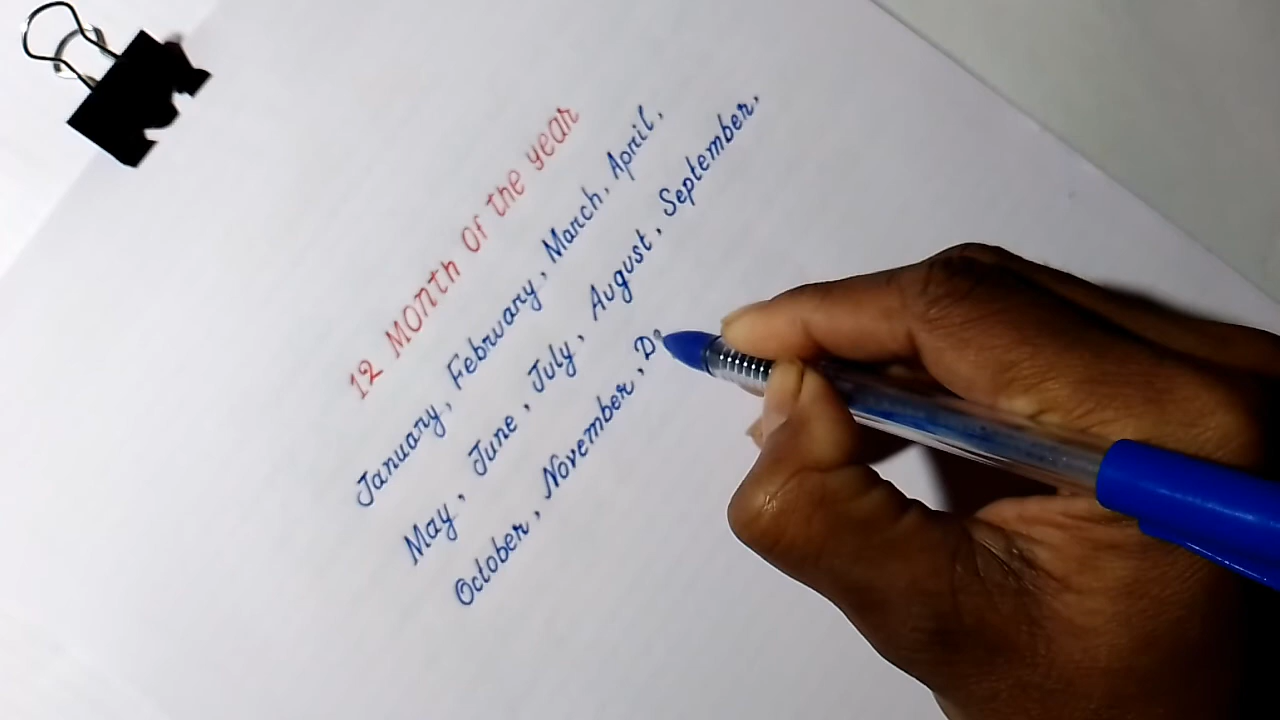 12 Month Of the year
January, February, March, April,
May, June, July, August, September,
October, November, D